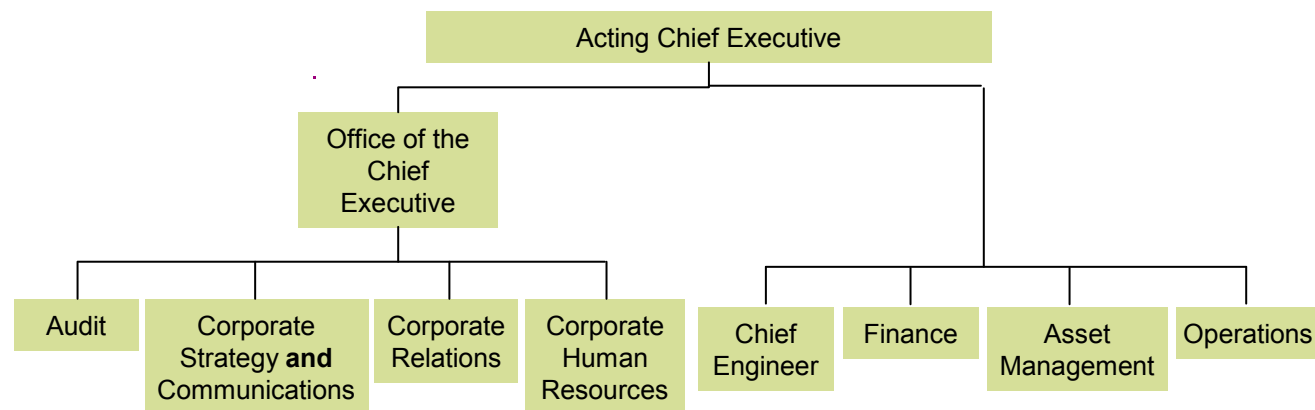 Acting Chief Executive
Office of the
Chief
Executive
Audit
Corporate
Strategy and
Communications
Corporate
Relations
Corporate
Human
Resources
Chief
Engineer
Finance
Asset
Management
Operations